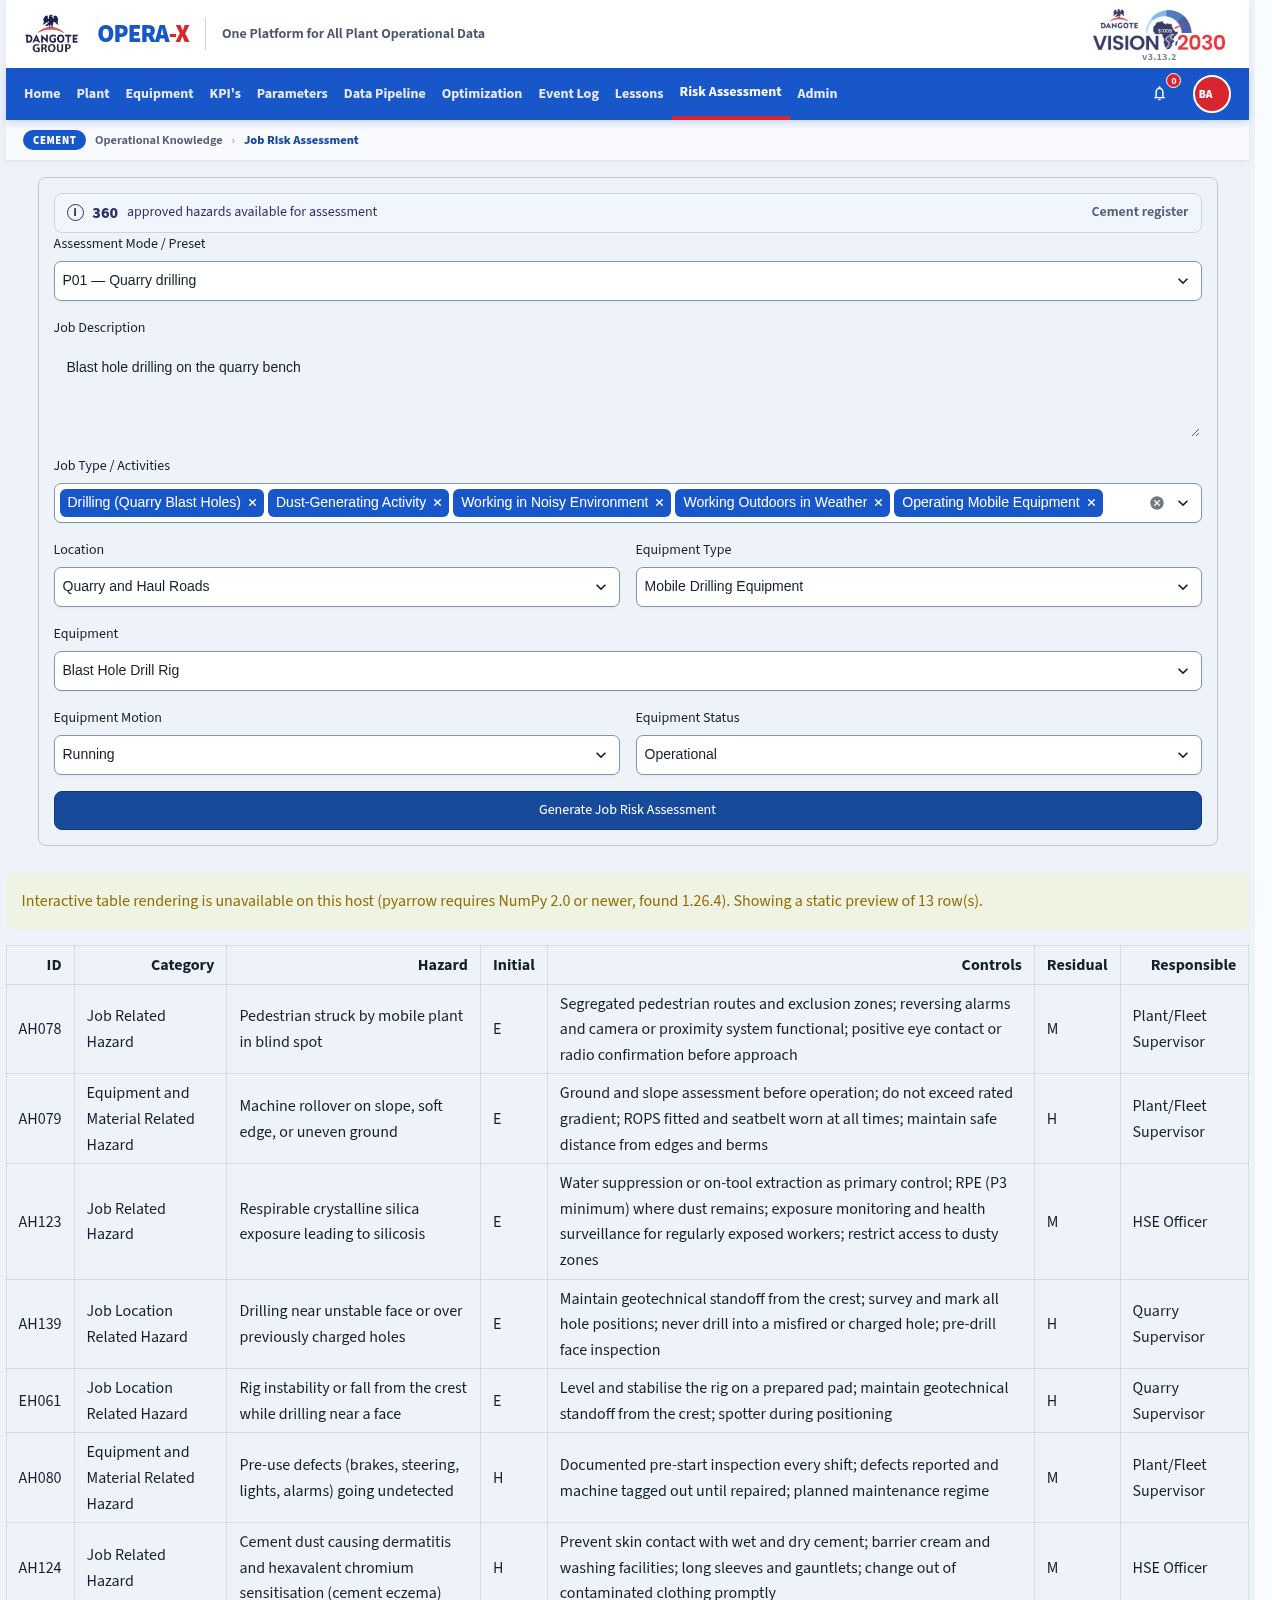 DANGOTE
GROUP
OPERA-X
One Platform for All Plant Operational Data
DANGOTE
VISION 2030
v3.13.2
Home Plant Equipment KPI's Parameters Data Pipeline Optimization Event Log Lessons Risk Assessment Admin
0
BA
CEMENT Operational Knowledge › Job Risk Assessment
360 approved hazards available for assessment
Cement register
Assessment Mode / Preset
P01 — Quarry drilling
Job Description
Blast hole drilling on the quarry bench
Job Type / Activities
Drilling (Quarry Blast Holes) Dust-Generating Activity Working in Noisy Environment Working Outdoors in Weather Operating Mobile Equipment
Location
Equipment Type
Quarry and Haul Roads
Mobile Drilling Equipment
Equipment
Blast Hole Drill Rig
Equipment Motion
Equipment Status
Running
Operational
Generate Job Risk Assessment
Interactive table rendering is unavailable on this host (pyarrow requires NumPy 2.0 or newer, found 1.26.4). Showing a static preview of 13 row(s).
ID Category Hazard Initial Controls Residual Responsible
AH078
Job Related
Hazard
Pedestrian struck by mobile plant
in blind spot
E
Segregated pedestrian routes and exclusion zones; reversing alarms
and camera or proximity system functional; positive eye contact or
radio confirmation before approach
M
Plant/Fleet
Supervisor
AH079
Equipment and
Material Related
Hazard
Machine rollover on slope, soft
edge, or uneven ground
E
Ground and slope assessment before operation; do not exceed rated
gradient; ROPS fitted and seatbelt worn at all times; maintain safe
distance from edges and berms
H
Plant/Fleet
Supervisor
AH123
Job Related
Hazard
Respirable crystalline silica
exposure leading to silicosis
E
Water suppression or on-tool extraction as primary control; RPE (P3
minimum) where dust remains; exposure monitoring and health
surveillance for regularly exposed workers; restrict access to dusty
zones
M
HSE Officer
AH139
Job Location
Related Hazard
Drilling near unstable face or over
previously charged holes
E
Maintain geotechnical standoff from the crest; survey and mark all
hole positions; never drill into a misfired or charged hole; pre-drill
face inspection
H
Quarry
Supervisor
EH061
Job Location
Related Hazard
Rig instability or fall from the crest
while drilling near a face
E
Level and stabilise the rig on a prepared pad; maintain geotechnical
standoff from the crest; spotter during positioning
H
Quarry
Supervisor
AH080
Equipment and
Material Related
Hazard
Pre-use defects (brakes, steering,
lights, alarms) going undetected
H
Documented pre-start inspection every shift; defects reported and
machine tagged out until repaired; planned maintenance regime
M
Plant/Fleet
Supervisor
AH124
Job Related
Hazard
Cement dust causing dermatitis
and hexavalent chromium
sensitisation (cement eczema)
H
Prevent skin contact with wet and dry cement; barrier cream and
washing facilities; long sleeves and gauntlets; change out of
contaminated clothing promptly
M
HSE Officer